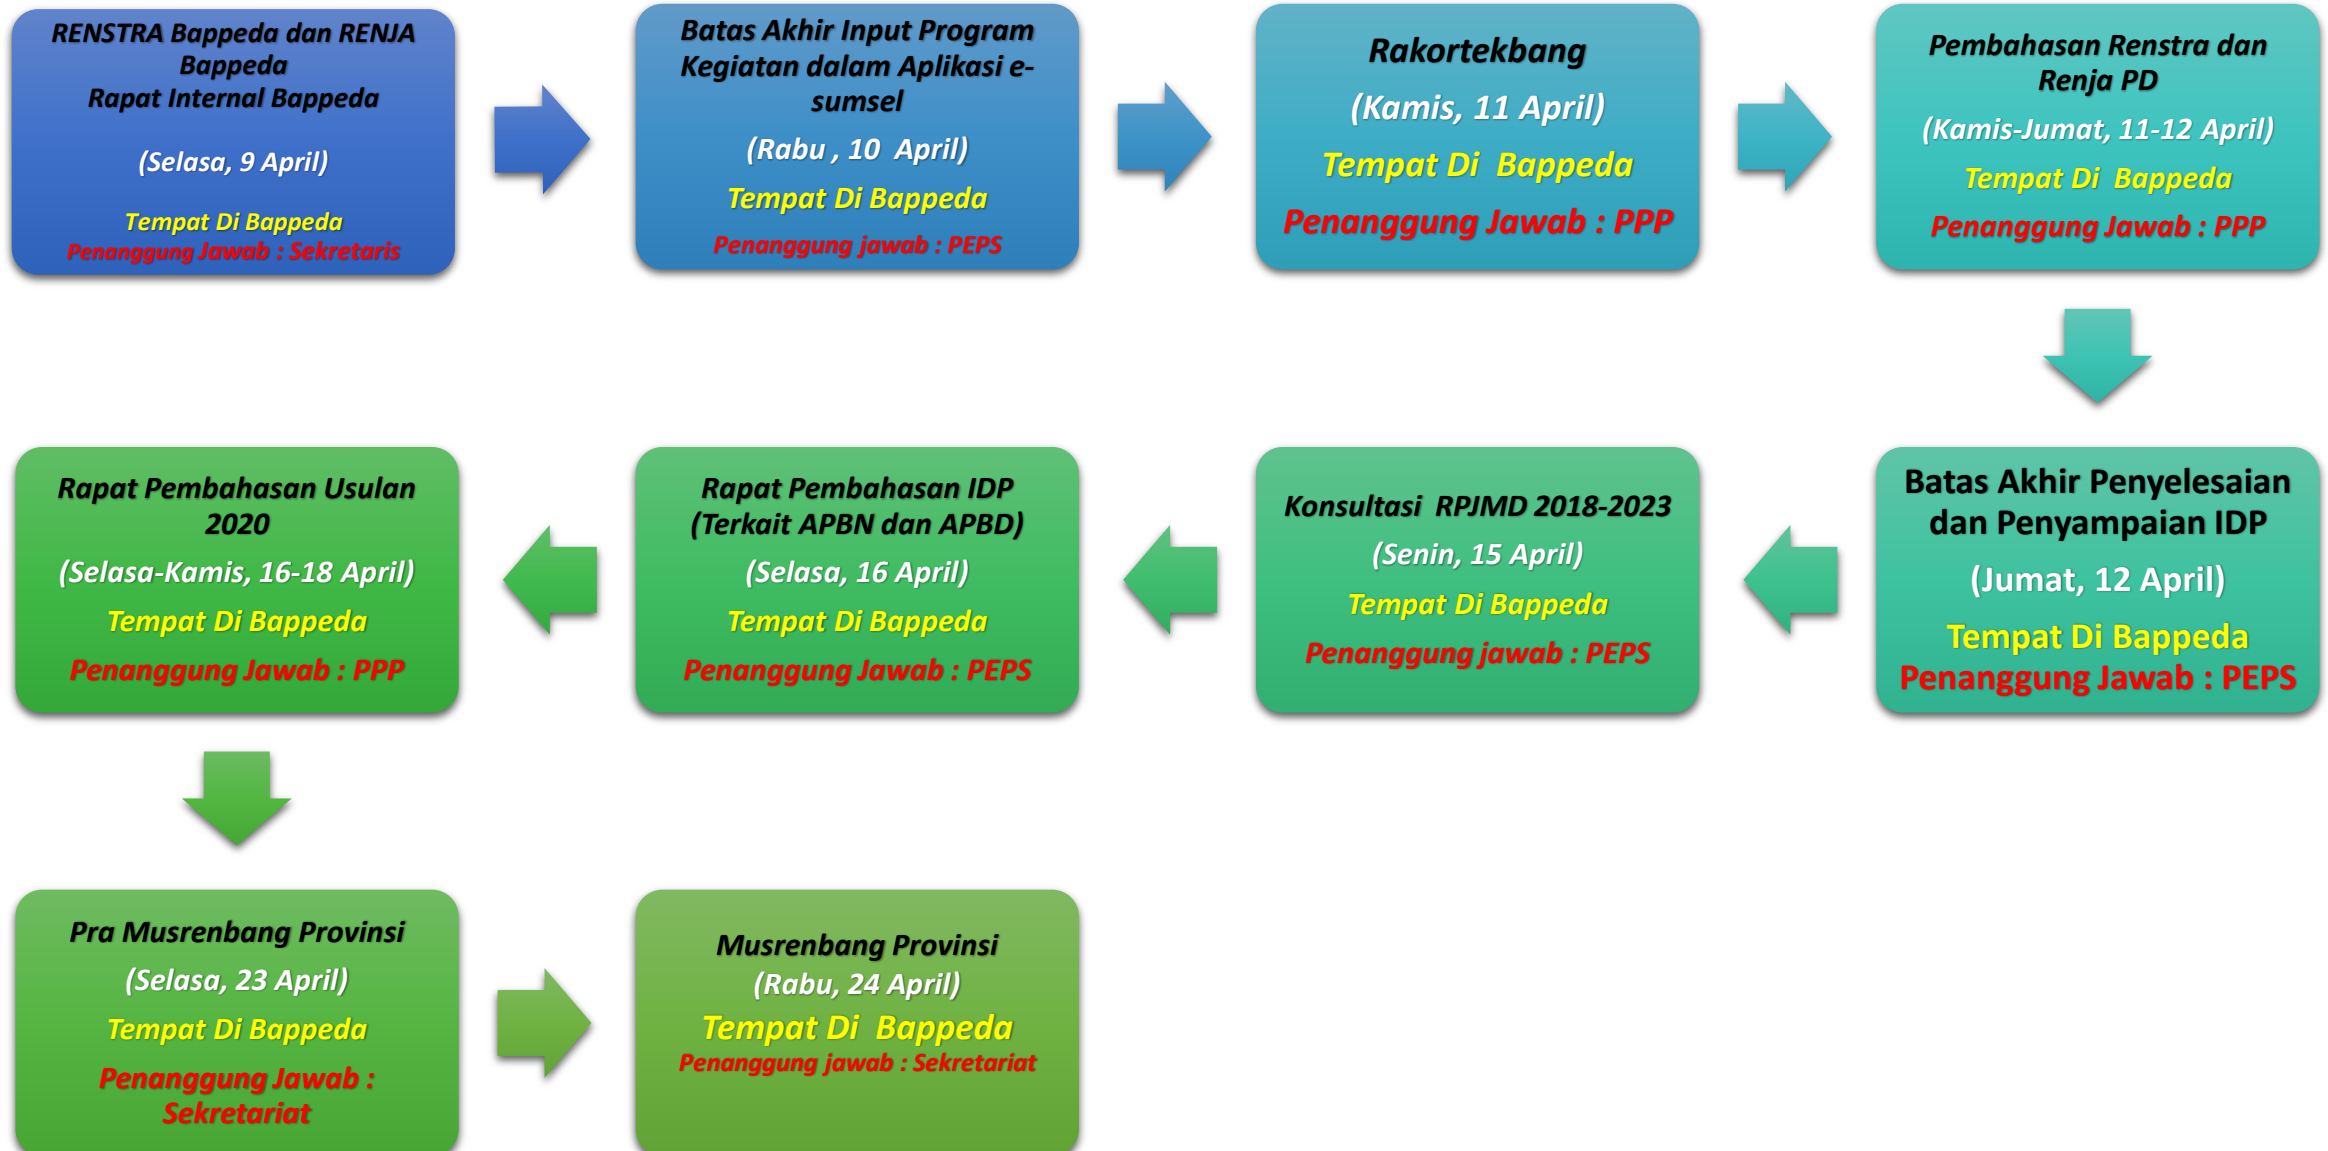 RENSTRA Bappeda dan RENJA
Bappeda
Rapat Internal Bappeda
(Selasa, 9 April)
Tempat Di Bappeda
Penanggung Jawab : Sekretaris
Batas Akhir Input Program
Kegiatan dalam Aplikasi e-
sumsel
(Rabu , 10 April)
Tempat Di Bappeda
Penanggung jawab : PEPS
Rakortekbang
(Kamis, 11 April)
Tempat Di Bappeda
Penanggung Jawab : PPP
Pembahasan Renstra dan
Renja PD
(Kamis-Jumat, 11-12 April)
Tempat Di Bappeda
Penanggung Jawab : PPP
Batas Akhir Penyelesaian
dan Penyampaian IDP
(Jumat, 12 April)
Tempat Di Bappeda
Penanggung Jawab : PEPS
Konsultasi RPJMD 2018-2023
(Senin, 15 April)
Tempat Di Bappeda
Penanggung jawab : PEPS
Rapat Pembahasan IDP
(Terkait APBN dan APBD)
(Selasa, 16 April)
Tempat Di Bappeda
Penanggung Jawab : PEPS
Rapat Pembahasan Usulan
2020
(Selasa-Kamis, 16-18 April)
Tempat Di Bappeda
Penanggung Jawab : PPP
Pra Musrenbang Provinsi
(Selasa, 23 April)
Tempat Di Bappeda
Penanggung Jawab :
Sekretariat
Musrenbang Provinsi
(Rabu, 24 April)
Tempat Di Bappeda
Penanggung jawab : Sekretariat